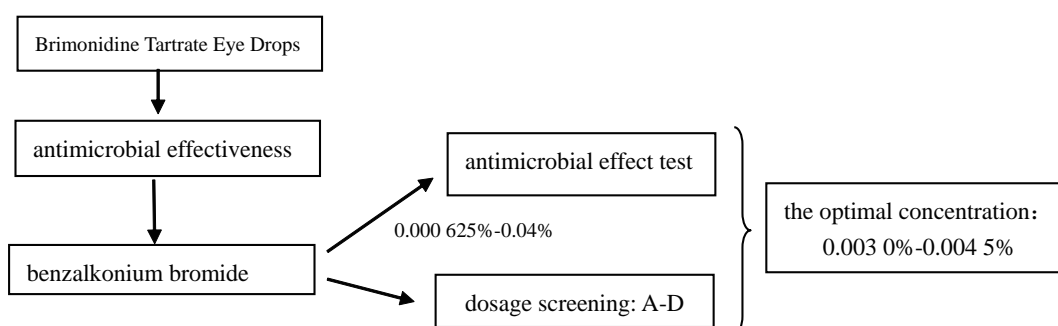 Brimonidine Tartrate Eye Drops
antimicrobial effectiveness
benzalkonium bromide
antimicrobial effect test
0.000 625%-0.04%
dosage screening: A-D
the optimal concentration：
0.003 0%-0.004 5%